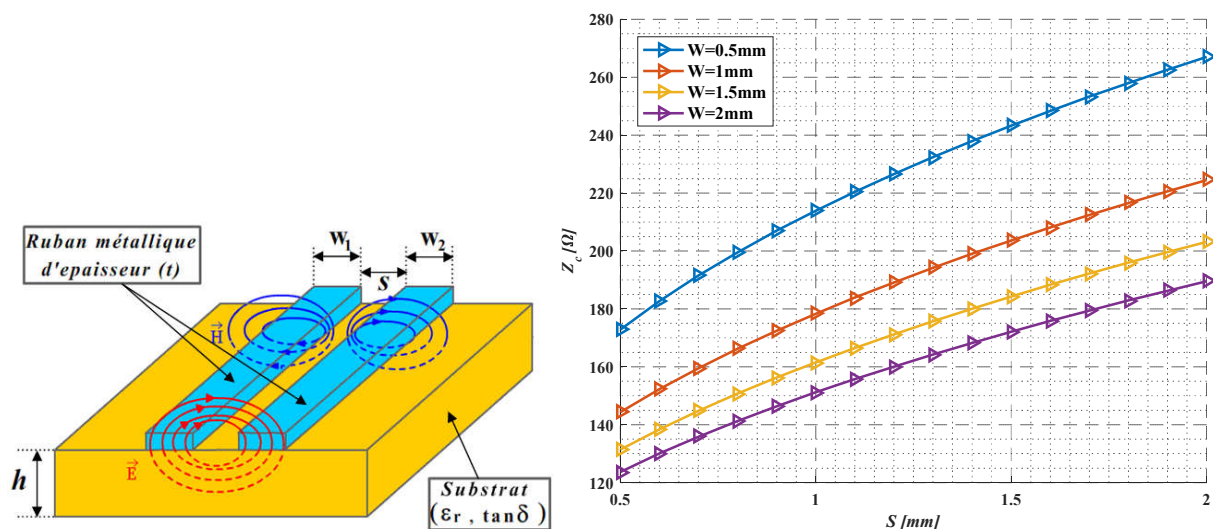 Ruban métallique
d'epaisseur (t)
W₁
W₂
S
H
E
h
Substrat
(εr , tanδ)
280
260
240
220
200
180
160
140
120
Z_c [Ω]
W=0.5mm
W=1mm
W=1.5mm
W=2mm
0.5
1
1.5
2
S [mm]